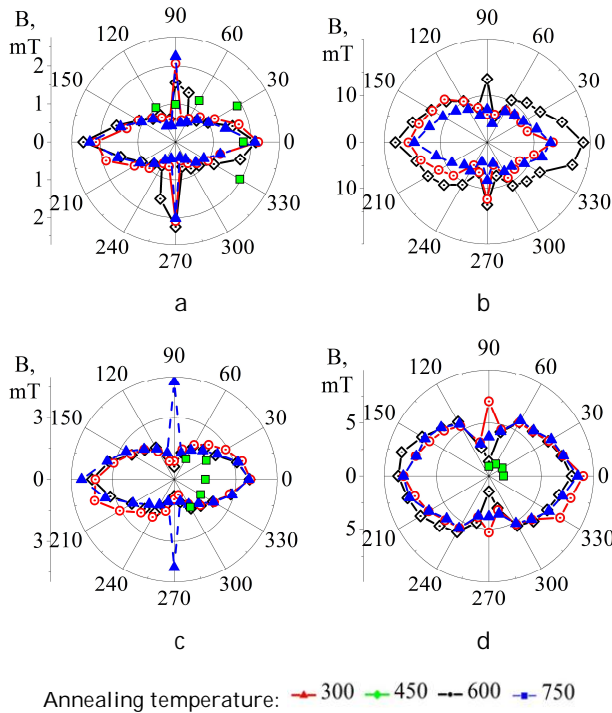 B, mT 90 60 30 0 330 300 270 240 210 150 120 2 1 0 1 2
a
B, mT 90 60 30 0 330 300 270 240 210 150 120 10 0 10
b
B, mT 90 60 30 0 330 300 270 240 210 150 120 3 0 3
c
B, mT 90 60 30 0 330 300 270 240 210 150 120 5 0 5
d
Annealing temperature: 300 450 600 750